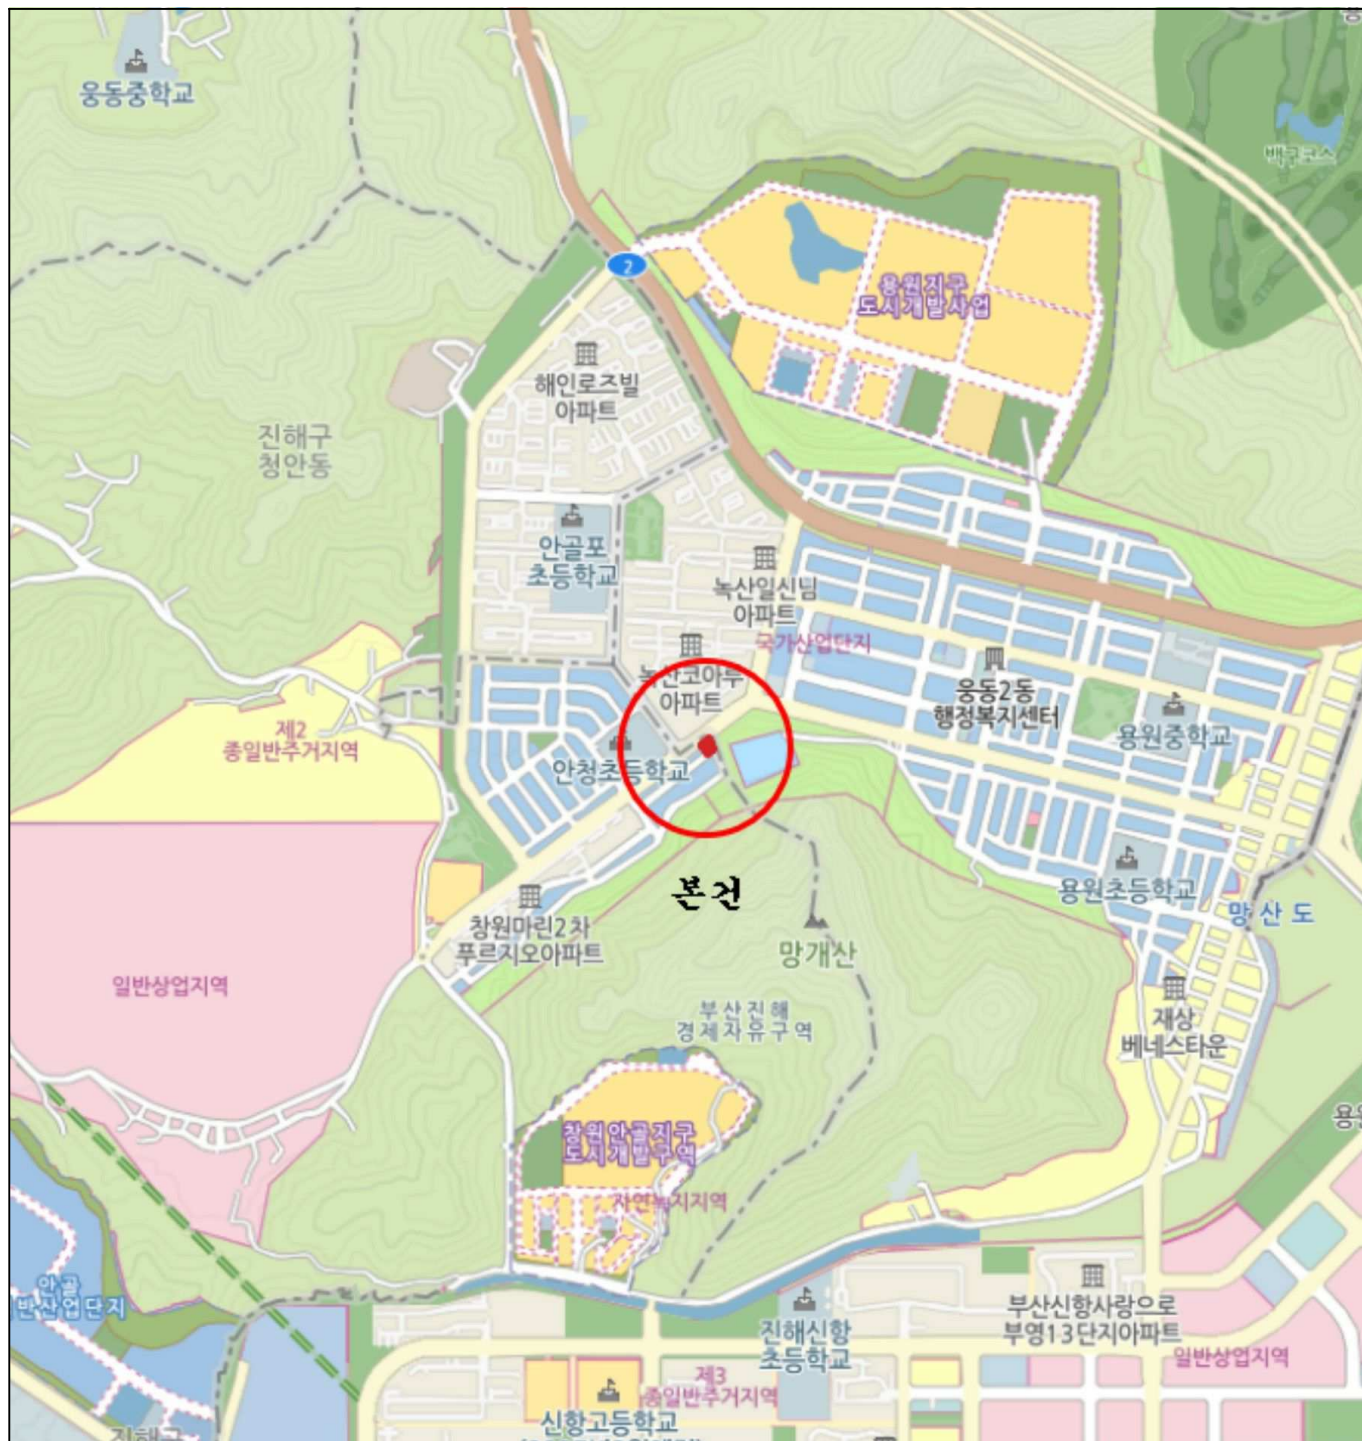 웅동중학교
백구코스
2
용원지구
도시개발사업
해인로즈빌
아파트
진해구
청안동
안골포
초등학교
녹산일신님
아파트
국가산업단지
녹산코아루
아파트
웅동2동
행정복지센터
용원중학교
제2
종일반주거지역
안청초등학교
용원초등학교
본건
망산도
창원마린2차
푸르지오아파트
망개산
일반상업지역
부산진해
경제자유구역
재상
베네스타운
창원안골지구
도시개발구역
자연녹지지역
안골
반산업단지
부산신항사랑으로
부영13단지아파트
진해신항
초등학교
일반상업지역
제3
종일반주거지역
신항고등학교
진해구